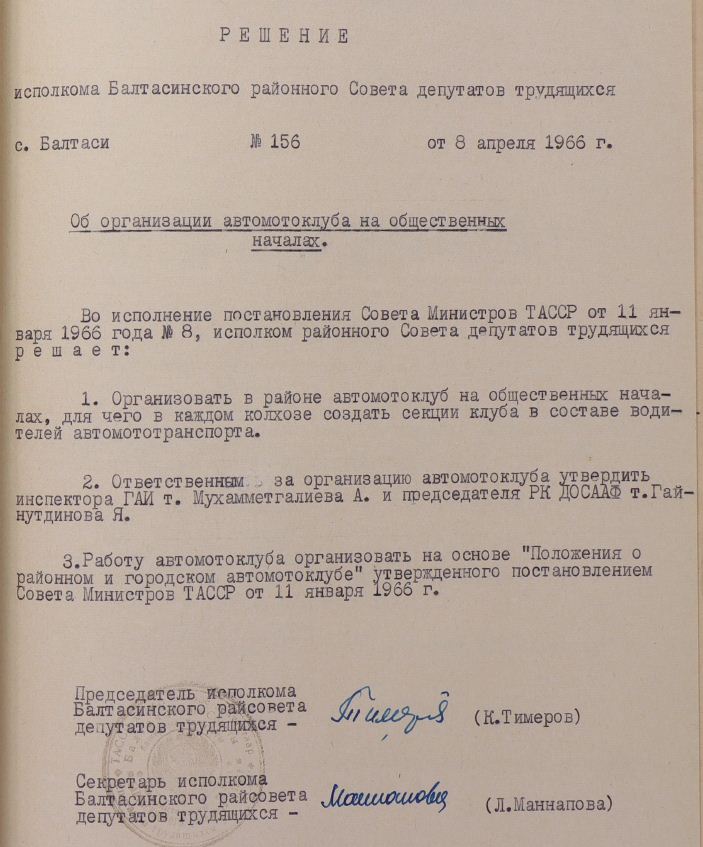 Р Е Ш Е Н И Е
исполкома Балтасинского районного Совета депутатов трудящихся
с. Балтаси № 156 от 8 апреля 1966 г.
Об организации автомотоклуба на общественных
началах.
Во исполнение постановления Совета Министров ТАССР от 11 ян-
варя 1966 года № 8, исполком районного Совета депутатов трудящихся
р е ш а е т:
1. Организовать в районе автомотоклуб на общественных нача-
лах, для чего в каждом колхозе создать секции клуба в составе води-
телей автомототранспорта.
2. Ответственным за организацию автомотоклуба утвердить
инспектора ГАИ т. Мухамметгалиева А. и председателя РК ДОСААФ т.Гай-
нутдинова Я.
3.Работу автомотоклуба организовать на основе "Положения о
районном и городском автомотоклубе" утвержденного постановлением
Совета Министров ТАССР от 11 января 1966 г.
Председатель исполкома
Балтасинского райсовета
депутатов трудящихся – Тимеров (К.Тимеров)
Секретарь исполкома
Балтасинского райсовета
депутатов трудящихся – Маннапова (Л.Маннапова)